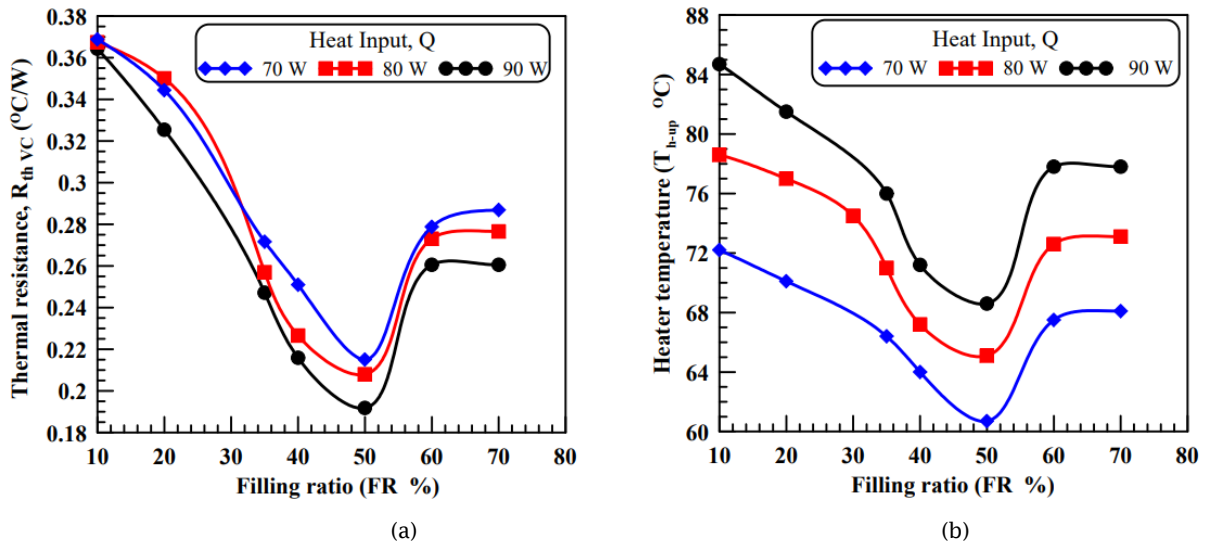 Thermal resistance, Rth VC (°C/W)
0.38
0.36
0.34
0.32
0.3
0.28
0.26
0.24
0.22
0.2
0.18
Heat Input, Q
70 W 80 W 90 W
10 20 30 40 50 60 70 80
Filling ratio (FR %)
(a)
Heater temperature (Th-up °C)
88
84
80
76
72
68
64
60
Heat Input, Q
70 W 80 W 90 W
10 20 30 40 50 60 70 80
Filling ratio (FR %)
(b)